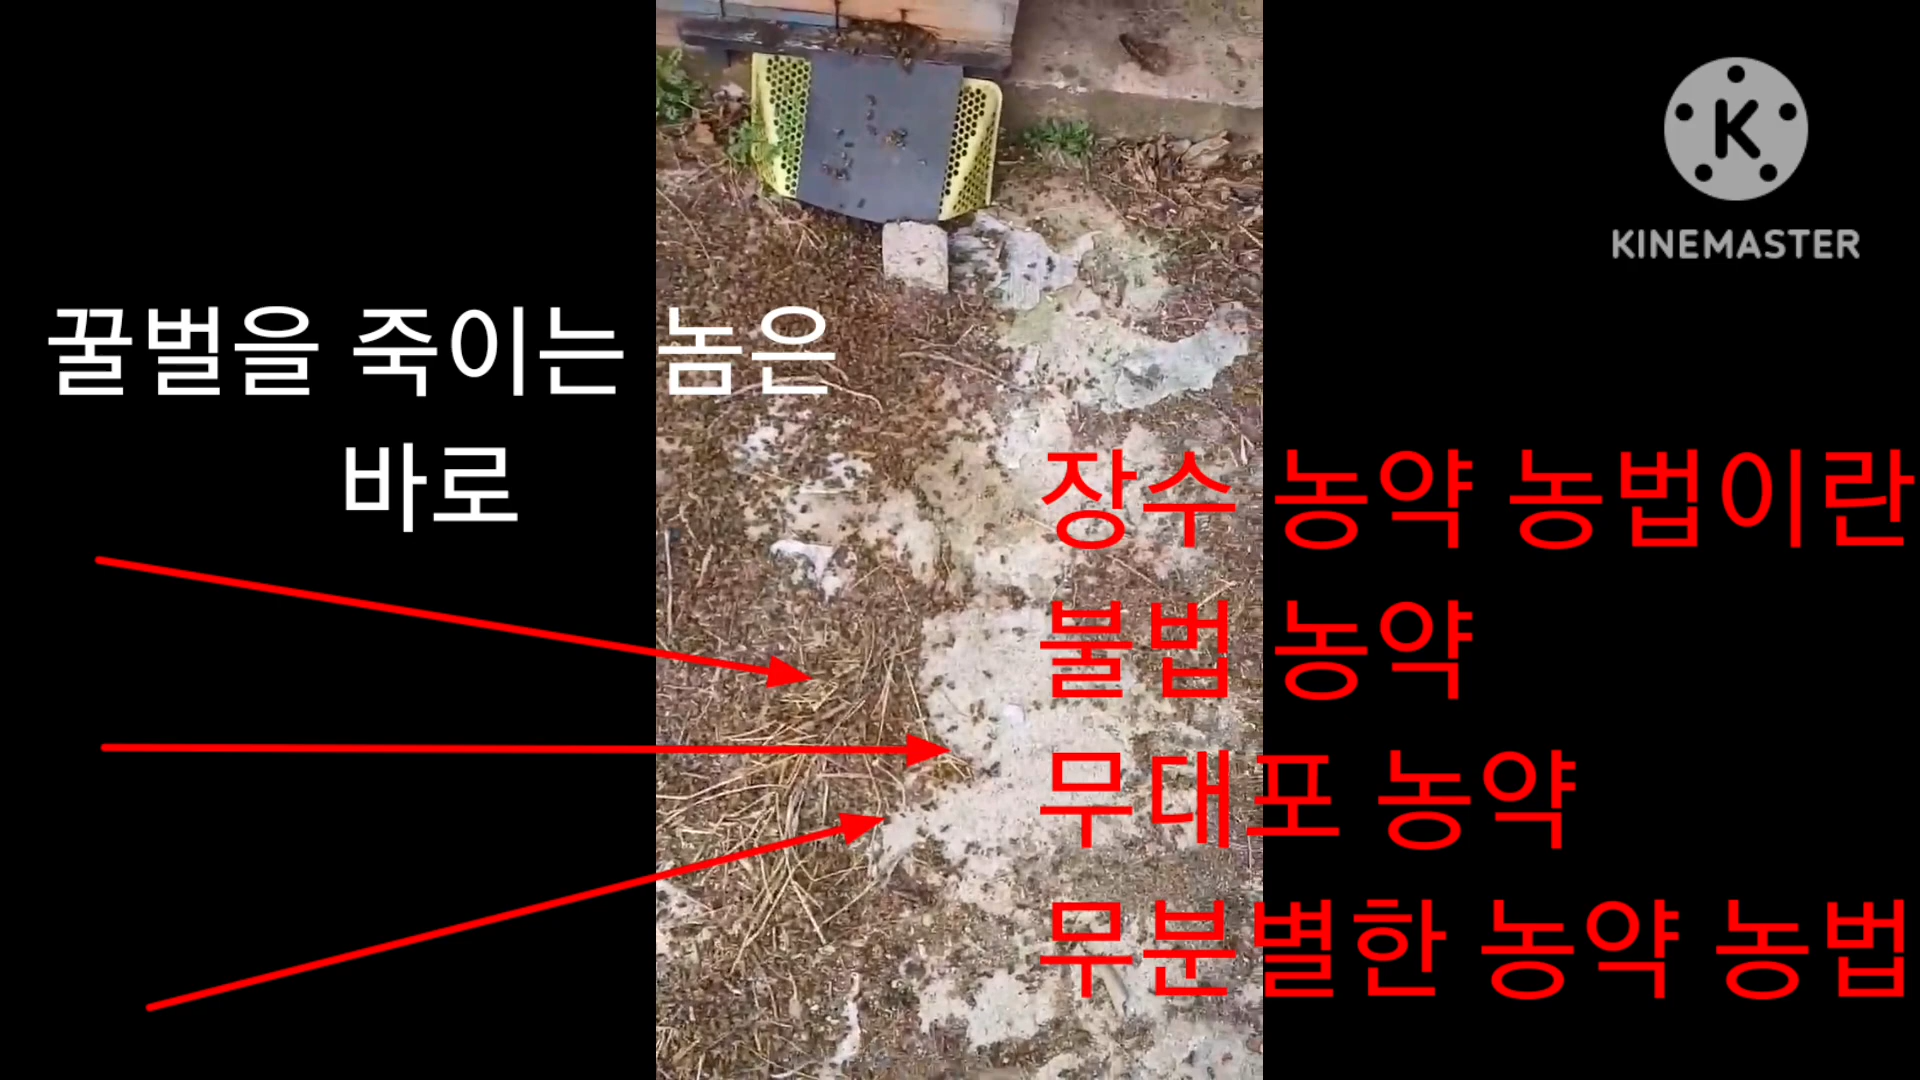 KINEMASTER
꿀벌을 죽이는 놈은
바로
장수 농약 농법이란
불법 농약
무대포 농약
무분별한 농약 농법